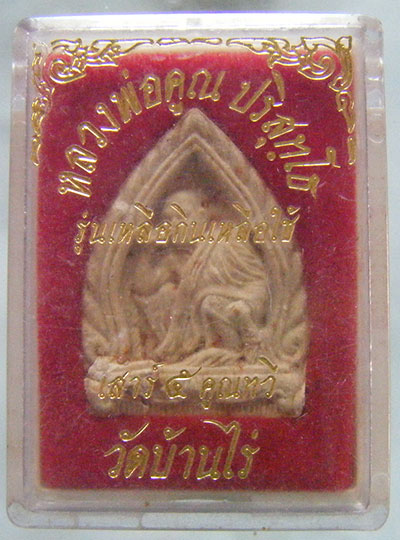 หลวงพ่อคูณ ปริสุทฺโธ
รุ่นเหลือกินเหลือใช้
เสาร์ ๕ คูณทวี
วัดบ้านไร่